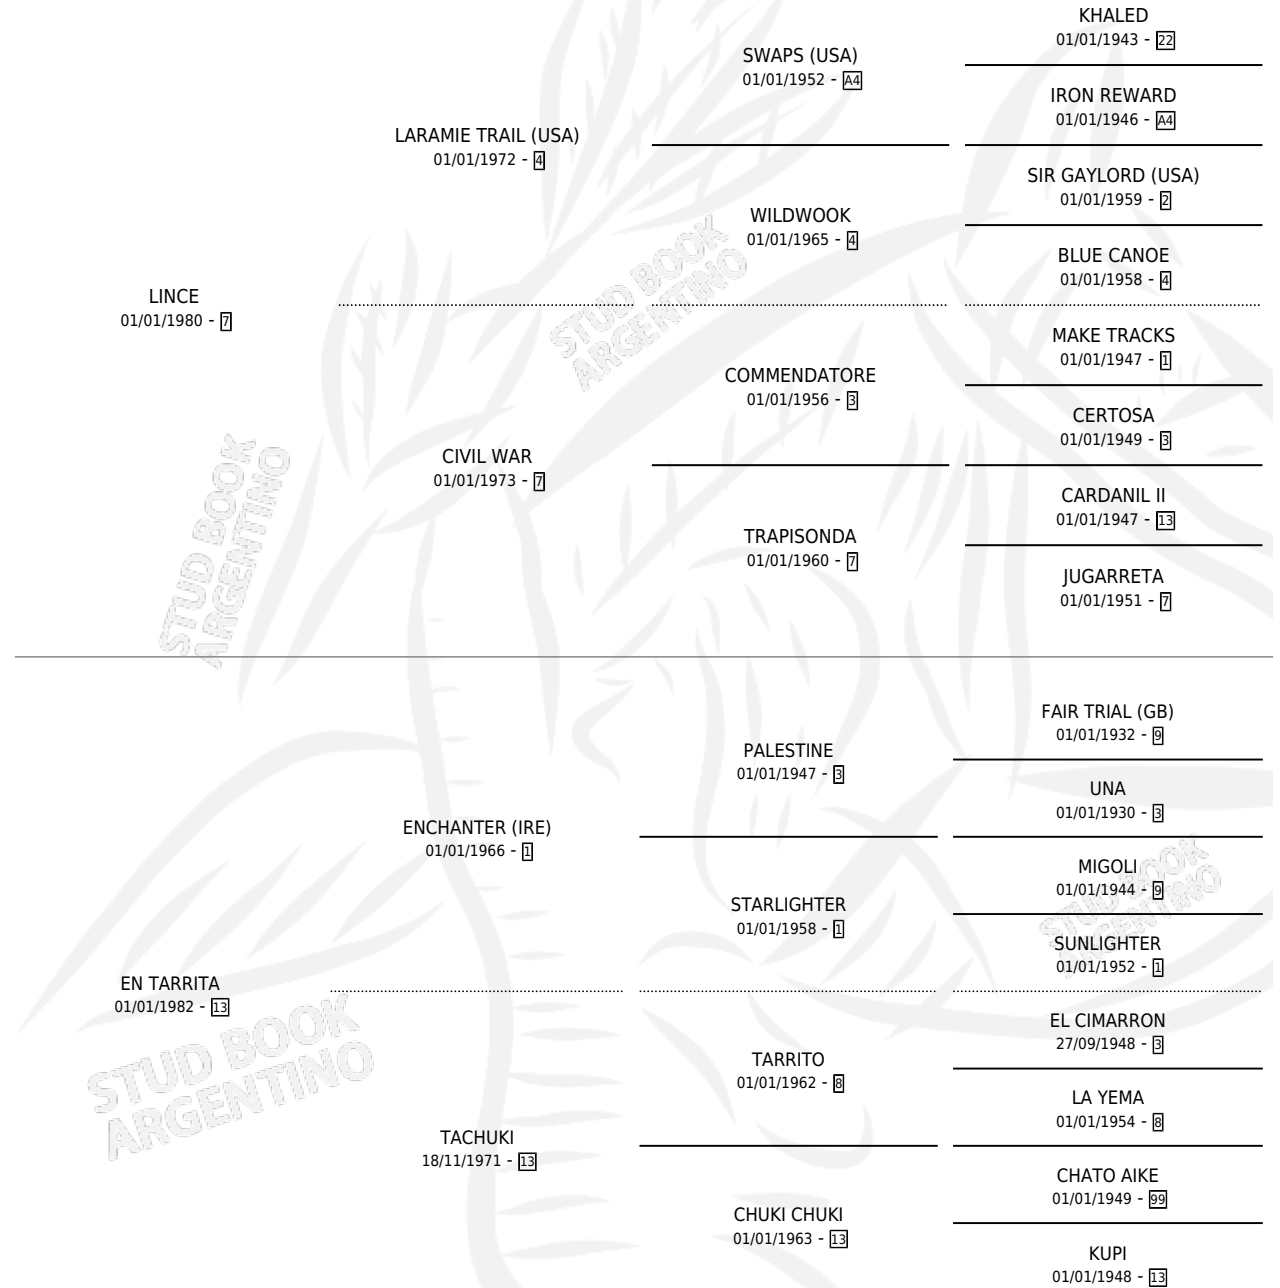 KHALED
01/01/1943 - 22
SWAPS (USA)
01/01/1952 - A4
IRON REWARD
01/01/1946 - A4
LARAMIE TRAIL (USA)
01/01/1972 - 4
SIR GAYLORD (USA)
01/01/1959 - 2
WILDWOOK
01/01/1965 - 4
BLUE CANOE
01/01/1958 - 4
LINCE
01/01/1980 - 7
MAKE TRACKS
01/01/1947 - 1
COMMENDATORE
01/01/1956 - 3
CERTOSA
01/01/1949 - 3
CIVIL WAR
01/01/1973 - 7
CARDANIL II
01/01/1947 - 13
TRAPISONDA
01/01/1960 - 7
JUGARRETA
01/01/1951 - 7
FAIR TRIAL (GB)
01/01/1932 - 9
PALESTINE
01/01/1947 - 3
UNA
01/01/1930 - 3
ENCHANTER (IRE)
01/01/1966 - 1
MIGOLI
01/01/1944 - 9
STARLIGHTER
01/01/1958 - 1
SUNLIGHTER
01/01/1952 - 1
EN TARRITA
01/01/1982 - 13
EL CIMARRON
27/09/1948 - 3
TARRITO
01/01/1962 - 8
LA YEMA
01/01/1954 - 8
TACHUKI
18/11/1971 - 13
CHATO AIKE
01/01/1949 - 99
CHUKI CHUKI
01/01/1963 - 13
KUPI
01/01/1948 - 13
STUD BOOK
ARGENTINO
STUD BOOK
ARGENTINO
STUD BOOK
ARGENTINO
STUD BOOK
ARGENTINO